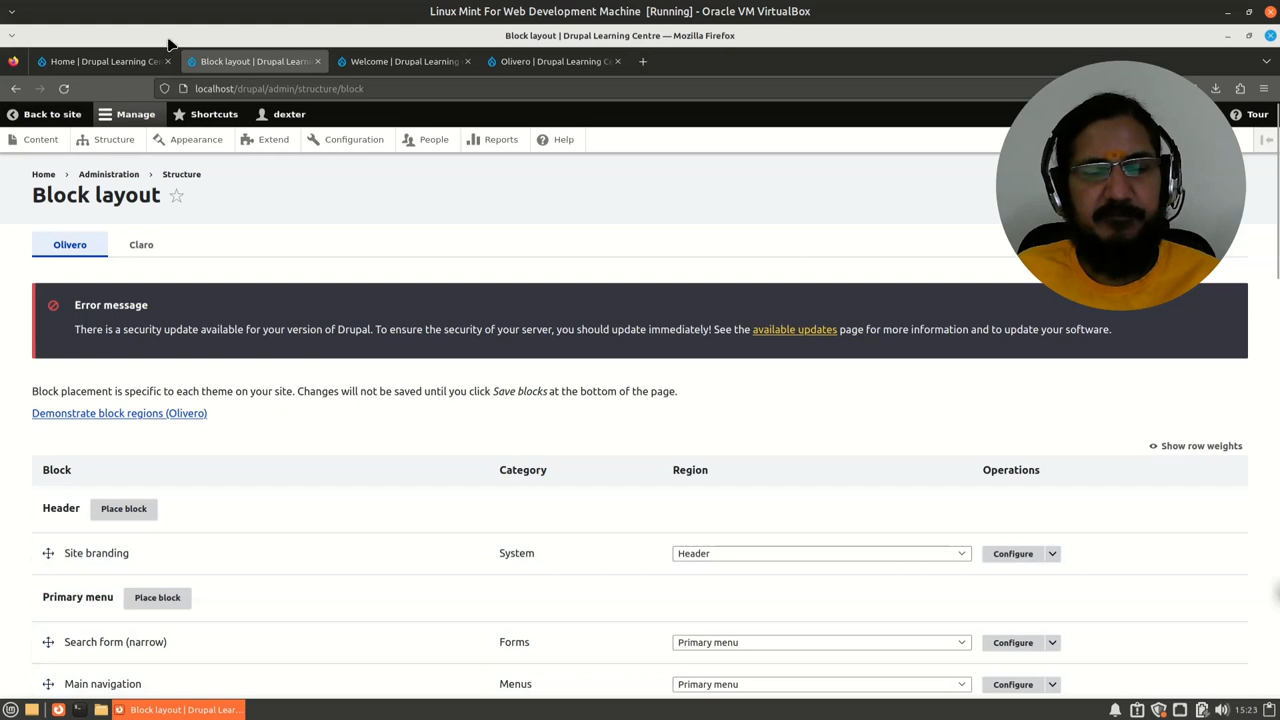 Linux Mint For Web Development Machine [Running] - Oracle VM VirtualBox
Block layout | Drupal Learning Centre — Mozilla Firefox
Home | Drupal Learning Ce
Block layout | Drupal Learn
Welcome | Drupal Learning
Olivero | Drupal Learning C
localhost/drupal/admin/structure/block
Back to site
Manage
Shortcuts
dexter
Tour
Content
Structure
Appearance
Extend
Configuration
People
Reports
Help
Home › Administration › Structure
Block layout
Olivero
Claro
Error message
There is a security update available for your version of Drupal. To ensure the security of your server, you should update immediately! See the available updates page for more information and to update your software.
Block placement is specific to each theme on your site. Changes will not be saved until you click Save blocks at the bottom of the page.
Demonstrate block regions (Olivero)
Show row weights
Block Category Region Operations
Header Place block
Site branding System Header Configure
Primary menu Place block
Search form (narrow) Forms Primary menu Configure
Main navigation Menus Primary menu Configure
Block layout | Drupal Lear...
15:23